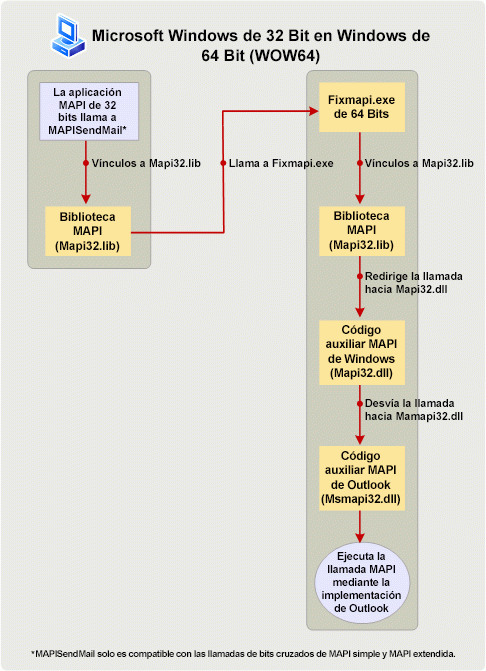 Microsoft Windows de 32 Bit en Windows de
64 Bit (WOW64)
La aplicación
MAPI de 32
bits llama a
MAPISendMail*
Vínculos a Mapi32.lib
Biblioteca
MAPI
(Mapi32.lib)
Llama a Fixmapi.exe
Fixmapi.exe
de 64 Bits
Vínculos a Mapi32.lib
Biblioteca
MAPI
(Mapi32.lib)
Redirige la llamada
hacia Mapi32.dll
Código
auxiliar MAPI
de Windows
(Mapi32.dll)
Desvía la llamada
hacia Mamapi32.dll
Código
auxiliar MAPI
de Outlook
(Msmapi32.dll)
Ejecuta la
llamada MAPI
mediante la
implementación
de Outlook
*MAPISendMail solo es compatible con las llamadas de bits cruzados de MAPI simple y MAPI extendida.